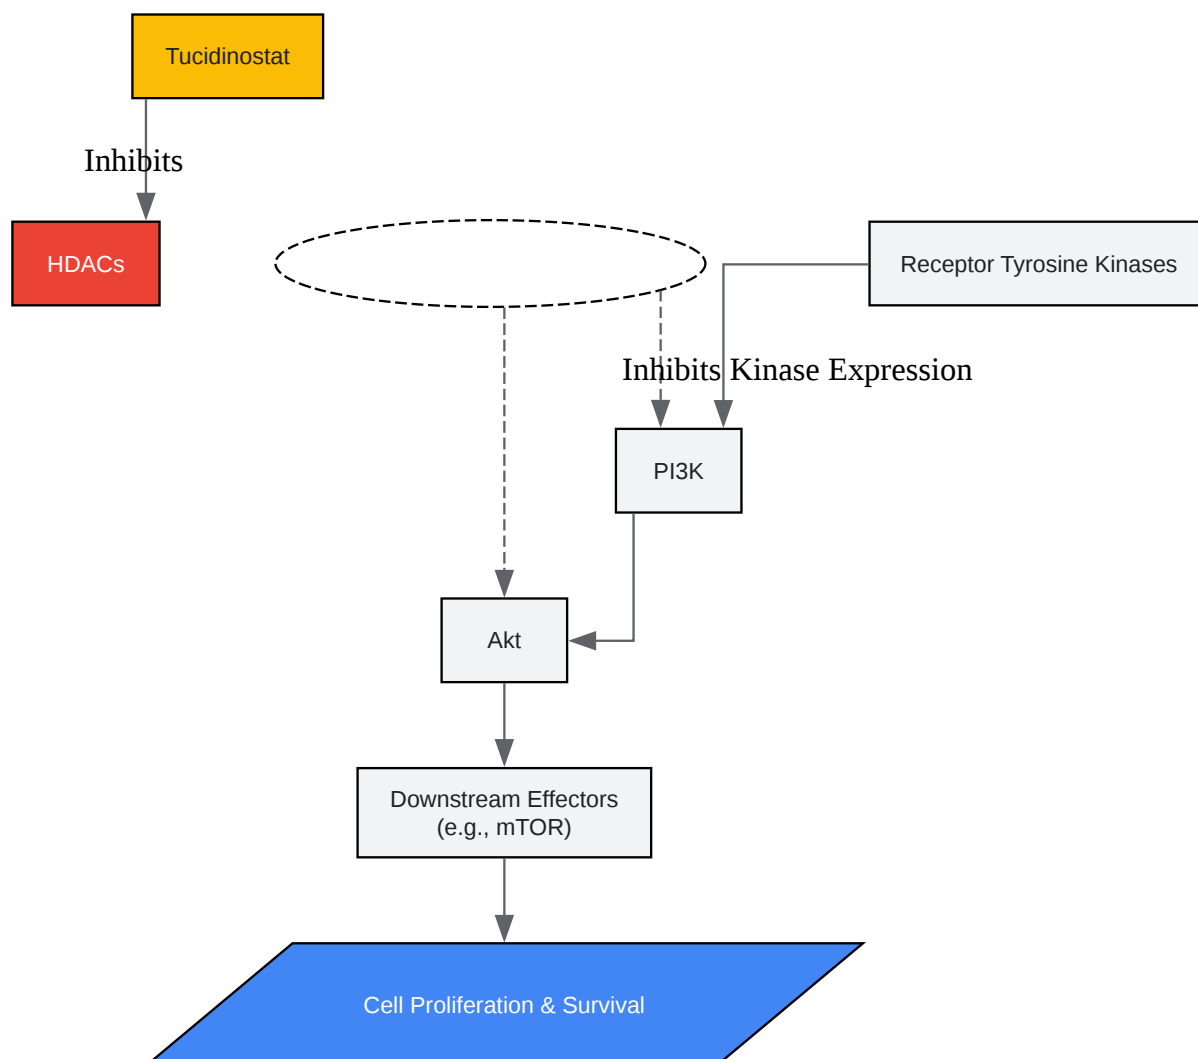 Tucidinostat
Inhibits
HDACs
Receptor Tyrosine Kinases
Inhibits Kinase Expression
PI3K
Akt
Downstream Effectors
(e.g., mTOR)
Cell Proliferation & Survival